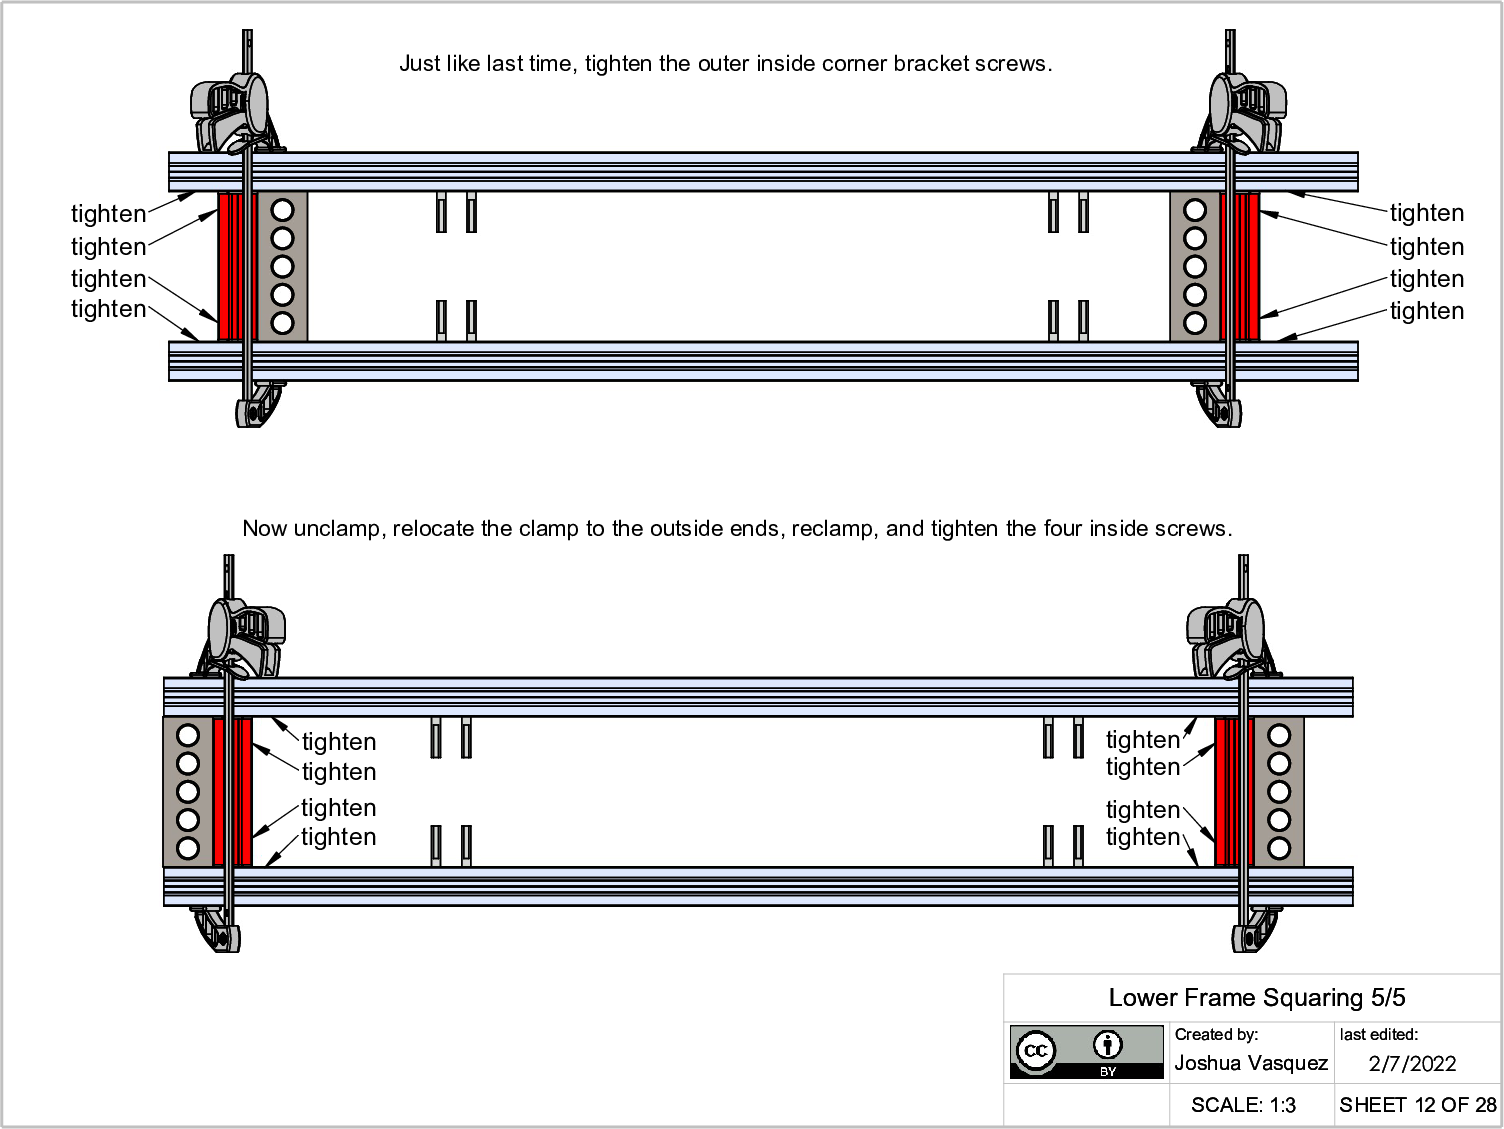 Just like last time, tighten the outer inside corner bracket screws.
tighten
tighten
tighten
tighten
tighten
tighten
tighten
tighten
Now unclamp, relocate the clamp to the outside ends, reclamp, and tighten the four inside screws.
tighten
tighten
tighten
tighten
tighten
tighten
tighten
tighten
Lower Frame Squaring 5/5
cc
BY
Created by:
Joshua Vasquez
last edited:
2/7/2022
SCALE: 1:3
SHEET 12 OF 28